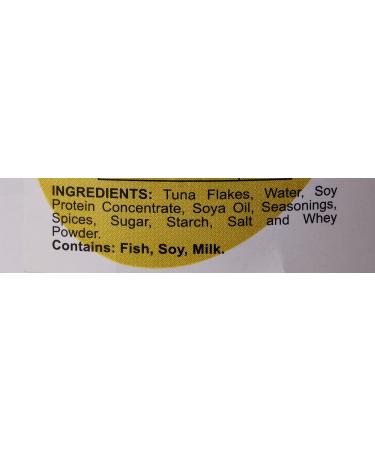 INGREDIENTS: Tuna Flakes, Water, Soy
Protein Concentrate, Soya Oil, Seasonings,
Spices, Sugar, Starch, Salt and Whey
Powder.
Contains: Fish, Soy, Milk.